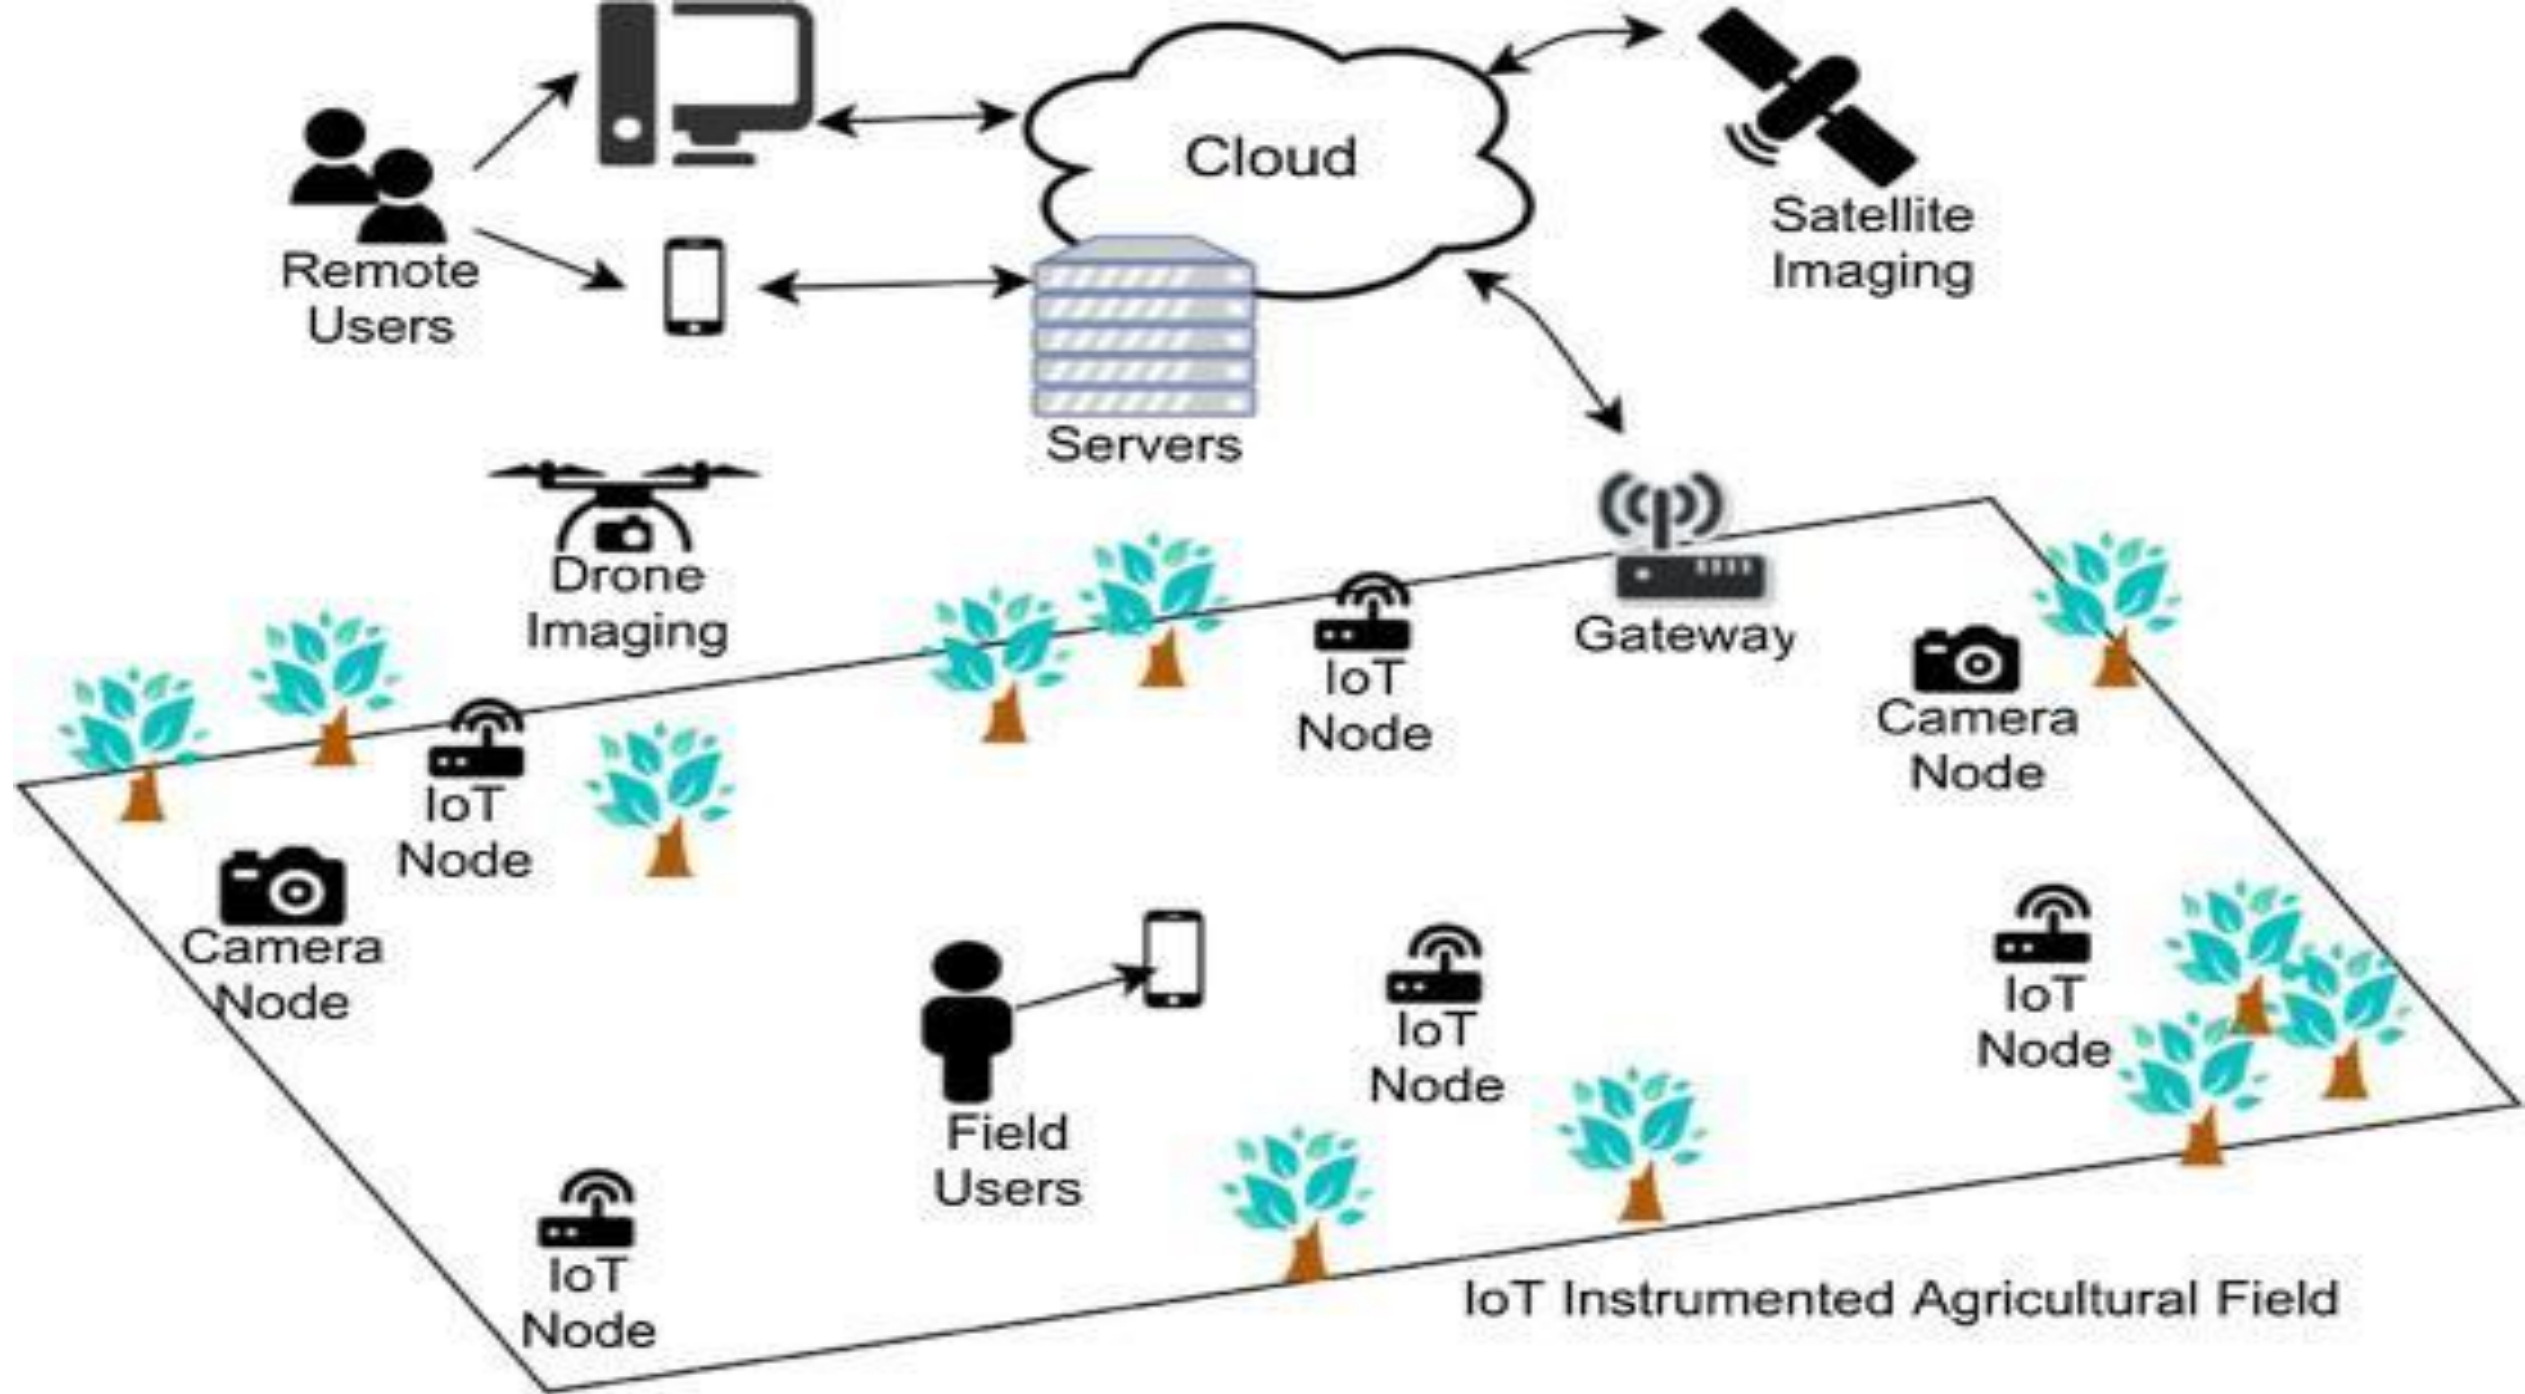 Cloud
Satellite
Imaging
Remote
Users
Servers
Drone
Imaging
Gateway
IoT
Node
Camera
Node
IoT
Node
Camera
Node
IoT
Node
IoT
Node
Field
Users
IoT
Node
IoT Instrumented Agricultural Field